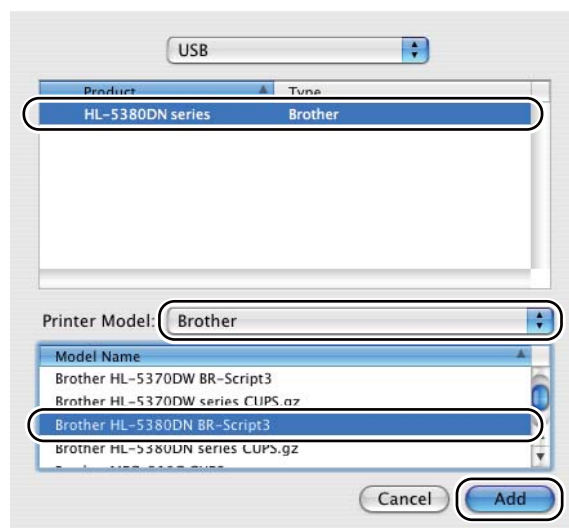 USB
Product Type
HL-5380DN series Brother
Printer Model: Brother
Model Name
Brother HL-5370DW BR-Script3
Brother HL-5370DW series CUPS.gz
Brother HL-5380DN BR-Script3
Brother HL-5380DN series CUPS.gz
Cancel Add